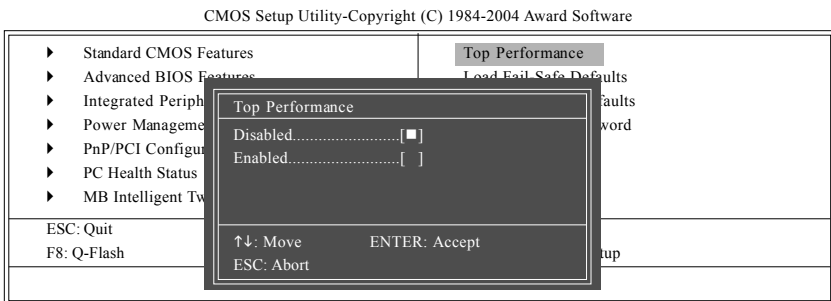 CMOS Setup Utility-Copyright (C) 1984-2004 Award Software
▶ Standard CMOS Features
▶ Advanced BIOS Features
▶ Integrated Periph
▶ Power Manageme
▶ PnP/PCI Configur
▶ PC Health Status
▶ MB Intelligent Tw
ESC: Quit
F8: Q-Flash
Top Performance
Load Fail-Safe Defaults
faults
word
tup
Top Performance
Disabled.........................[■]
Enabled..........................[ ]
↑↓: Move ENTER: Accept
ESC: Abort